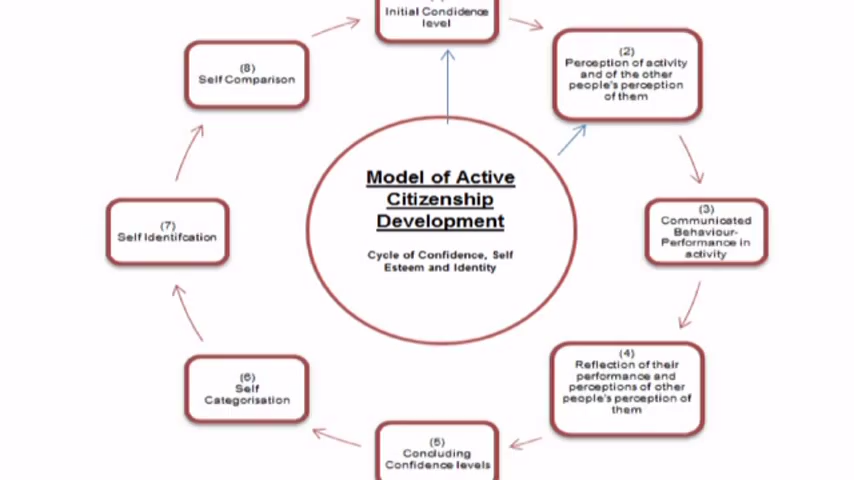 Initial Condidence
level
(2)
Perception of activity
and of the other
people's perception
of them
(3)
Communicated
Behaviour-
Performance in
activity
(4)
Reflection of their
performance and
perceptions of other
people's perception of
them
(5)
Concluding
Confidence levels
(6)
Self
Categorisation
(7)
Self Identifcation
(8)
Self Comparison
Model of Active
Citizenship
Development
Cycle of Confidence, Self
Esteem and Identity